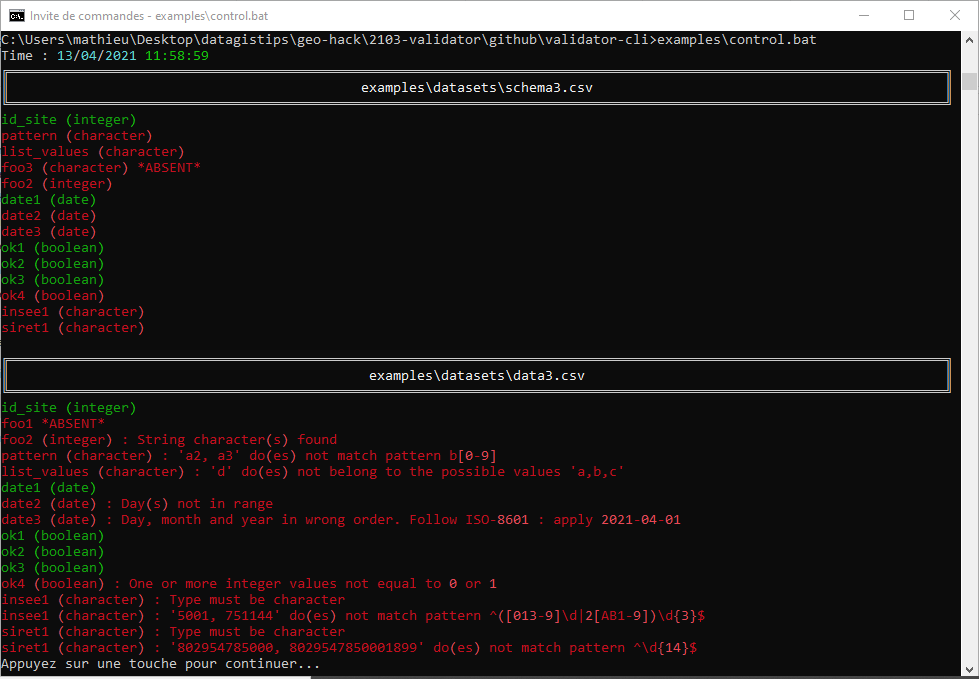 Invite de commandes - examples\control.bat
C:\Users\mathieu\Desktop\datagistips\geo-hack\2103-validator\github\validator-cli>examples\control.bat
Time : 13/04/2021 11:58:59
examples\datasets\schema3.csv
id_site (integer)
pattern (character)
list_values (character)
foo3 (character) *ABSENT*
foo2 (integer)
date1 (date)
date2 (date)
date3 (date)
ok1 (boolean)
ok2 (boolean)
ok3 (boolean)
ok4 (boolean)
insee1 (character)
siret1 (character)
examples\datasets\data3.csv
id_site (integer)
foo1 *ABSENT*
foo2 (integer) : String character(s) found
pattern (character) : 'a2, a3' do(es) not match pattern b[0-9]
list_values (character) : 'd' do(es) not belong to the possible values 'a,b,c'
date1 (date)
date2 (date) : Day(s) not in range
date3 (date) : Day, month and year in wrong order. Follow ISO-8601 : apply 2021-04-01
ok1 (boolean)
ok2 (boolean)
ok3 (boolean)
ok4 (boolean) : One or more integer values not equal to 0 or 1
insee1 (character) : Type must be character
insee1 (character) : '5001, 751144' do(es) not match pattern ^([013-9]\d|2[AB1-9])\d{3}$
siret1 (character) : Type must be character
siret1 (character) : '802954785000, 8029547850001899' do(es) not match pattern ^\d{14}$
Appuyez sur une touche pour continuer...